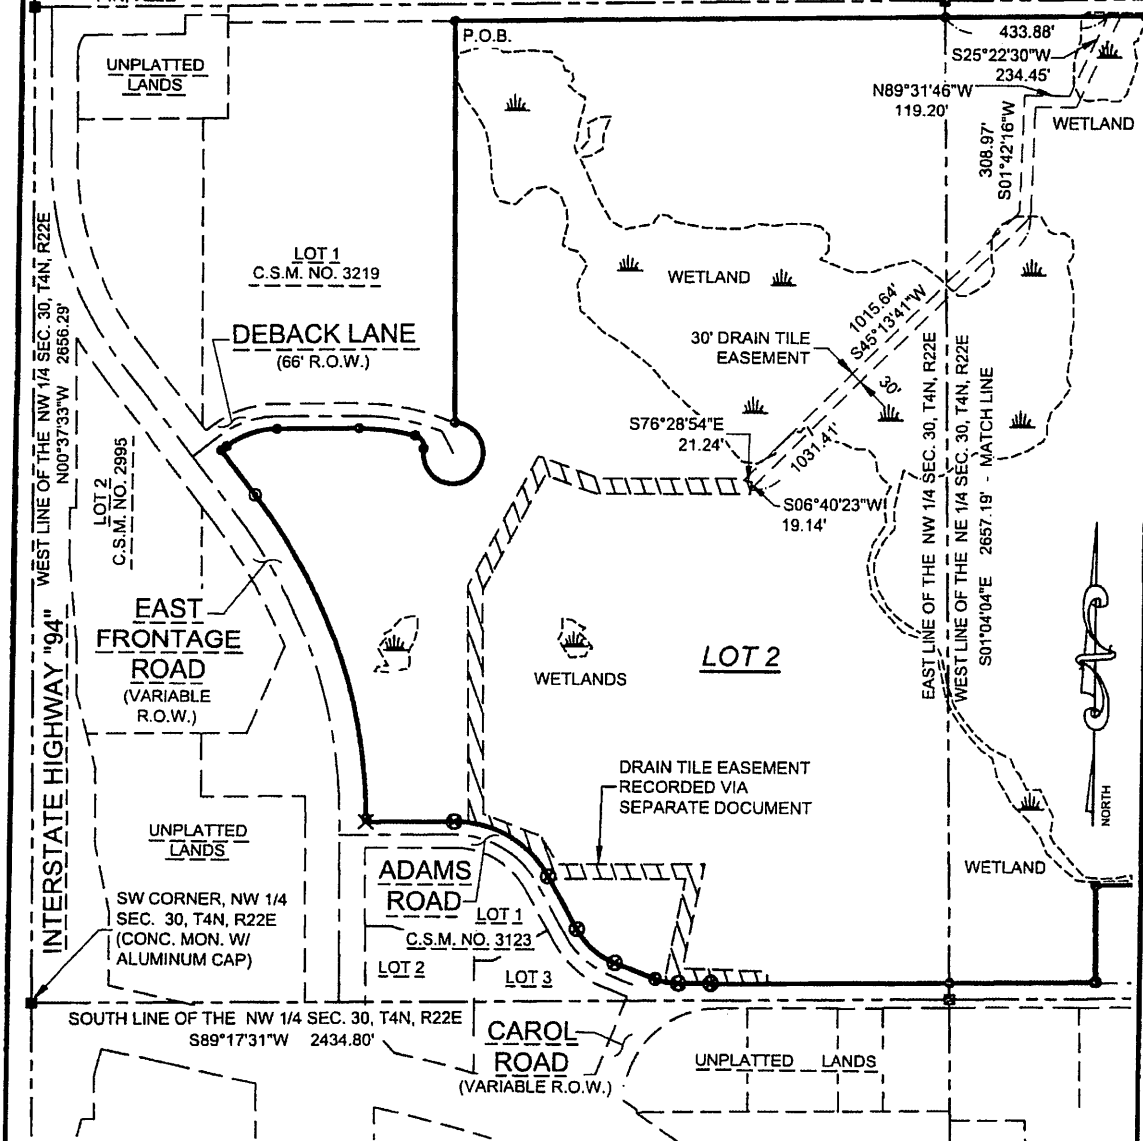 P.O.B.
433.88'
S25°22'30"W
234.45'
N89°31'46"W
119.20'
WETLAND
308.97'
S01°42'16"W
UNPLATTED
LANDS
LOT 1
C.S.M. NO. 3219
DEBACK LANE
(66' R.O.W.)
WETLAND
1015.64'
S45°13'41"W
30' DRAIN TILE
EASEMENT
30'
1031.41'
S76°28'54"E
21.24'
S06°40'23"W
19.14'
WEST LINE OF THE NW 1/4 SEC. 30, T4N, R22E
N00°37'33"W 2656.29'
LOT 2
C.S.M. NO. 2995
EAST LINE OF THE NW 1/4 SEC. 30, T4N, R22E
WEST LINE OF THE NE 1/4 SEC. 30, T4N, R22E
S01°04'04"E 2657.19' - MATCH LINE
EAST
FRONTAGE
ROAD
(VARIABLE
R.O.W.)
WETLANDS
LOT 2
INTERSTATE HIGHWAY "94"
DRAIN TILE EASEMENT
RECORDED VIA
SEPARATE DOCUMENT
NORTH
UNPLATTED
LANDS
ADAMS
ROAD
WETLAND
SW CORNER, NW 1/4
SEC. 30, T4N, R22E
(CONC. MON. W/
ALUMINUM CAP)
LOT 1
C.S.M. NO. 3123
LOT 2
LOT 3
SOUTH LINE OF THE NW 1/4 SEC. 30, T4N, R22E
S89°17'31"W 2434.80'
CAROL
ROAD
(VARIABLE R.O.W.)
UNPLATTED LANDS